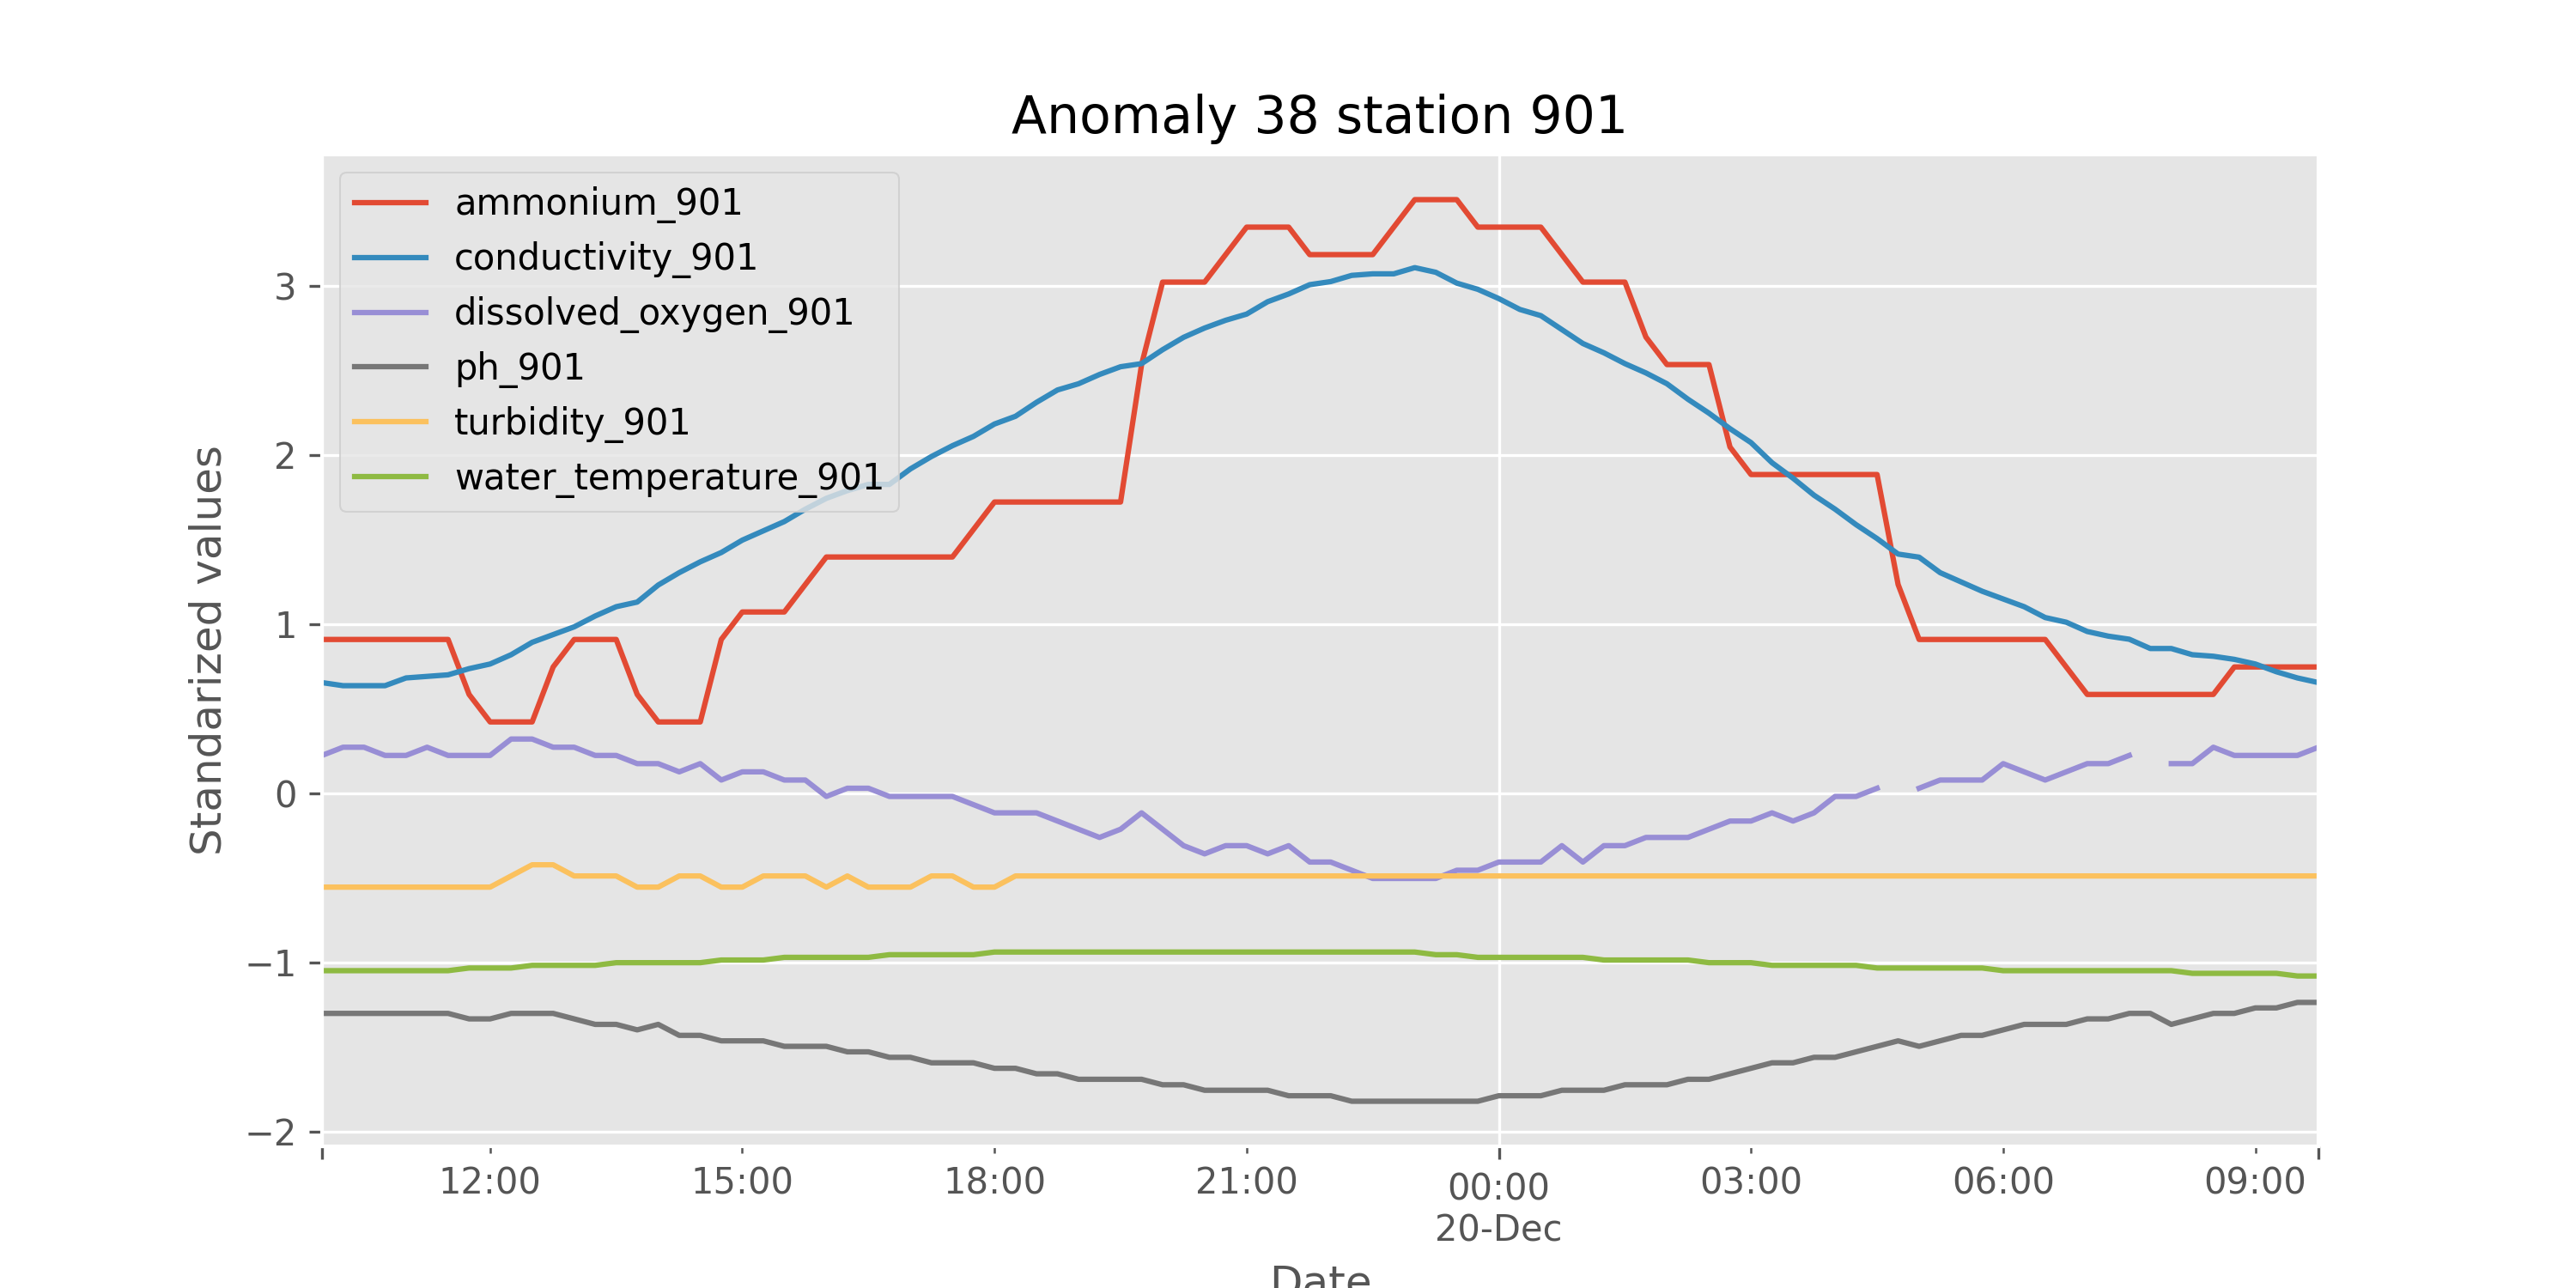 Anomaly 38 station 901
ammonium_901
conductivity_901
dissolved_oxygen_901
ph_901
turbidity_901
water_temperature_901
Standarized values
3
2
1
0
−1
−2
12:00 15:00 18:00 21:00 00:00 03:00 06:00 09:00
20-Dec
Date